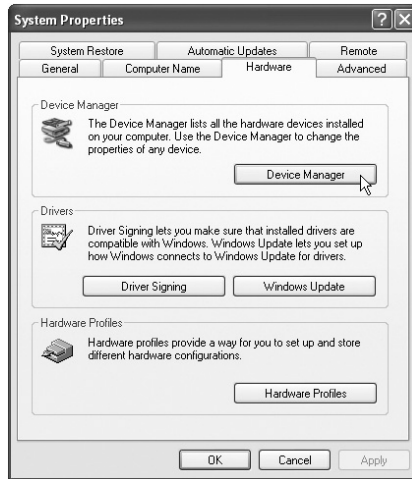 System Properties
System Restore
Automatic Updates
Remote
General
Computer Name
Hardware
Advanced
Device Manager
The Device Manager lists all the hardware devices installed
on your computer. Use the Device Manager to change the
properties of any device.
Device Manager
Drivers
Driver Signing lets you make sure that installed drivers are
compatible with Windows. Windows Update lets you set up
how Windows connects to Windows Update for drivers.
Driver Signing
Windows Update
Hardware Profiles
Hardware profiles provide a way for you to set up and store
different hardware configurations.
Hardware Profiles
OK
Cancel
Apply